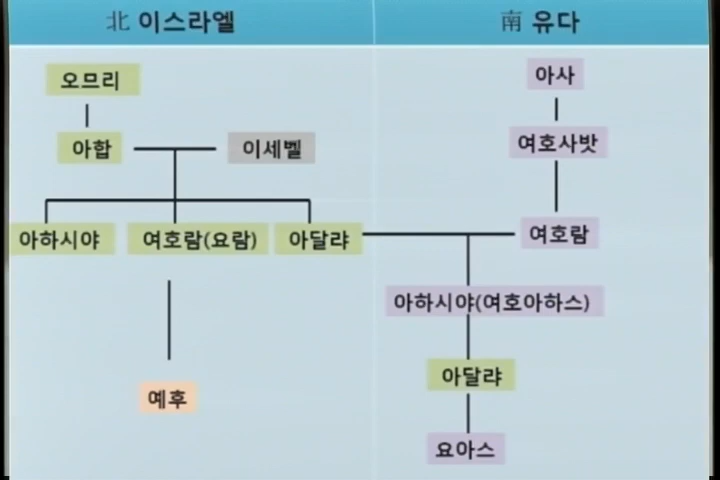 北 이스라엘
오므리
아합
이세벨
아하시야
여호람(요람)
아달랴
예후
南 유다
아사
여호사밧
여호람
아하시야(여호아하스)
아달랴
요아스